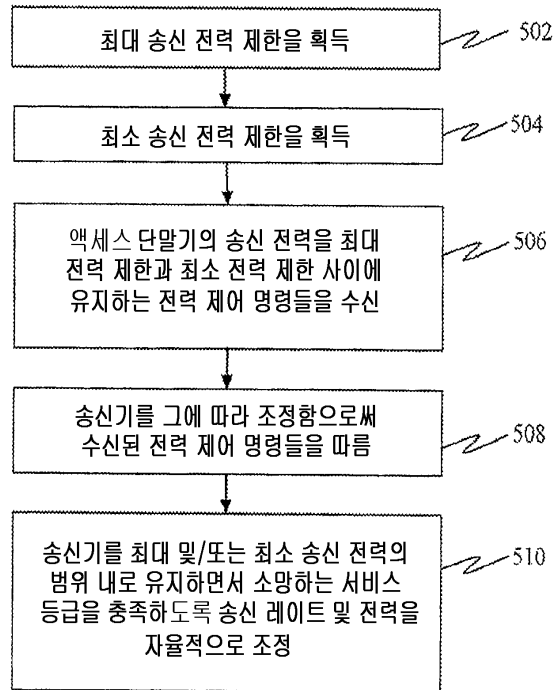 최대 송신 전력 제한을 획득
502
최소 송신 전력 제한을 획득
504
액세스 단말기의 송신 전력을 최대
전력 제한과 최소 전력 제한 사이에
유지하는 전력 제어 명령들을 수신
506
송신기를 그에 따라 조정함으로써
수신된 전력 제어 명령들을 따름
508
송신기를 최대 및/또는 최소 송신 전력의
범위 내로 유지하면서 소망하는 서비스
등급을 충족하도록 송신 레이트 및 전력을
자율적으로 조정
510